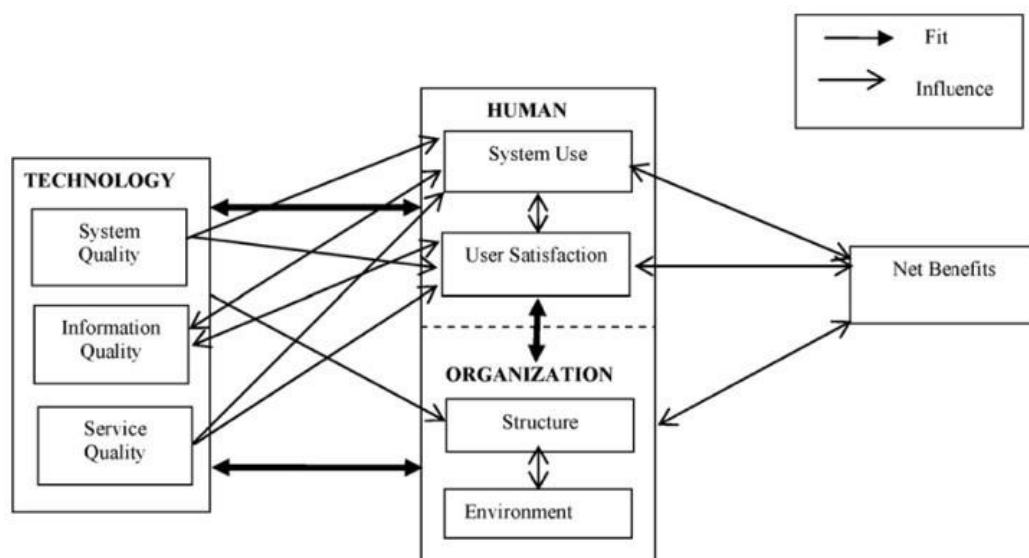 Fit
Influence
HUMAN
System Use
TECHNOLOGY
System
Quality
User Satisfaction
Net Benefits
Information
Quality
ORGANIZATION
Structure
Service
Quality
Environment